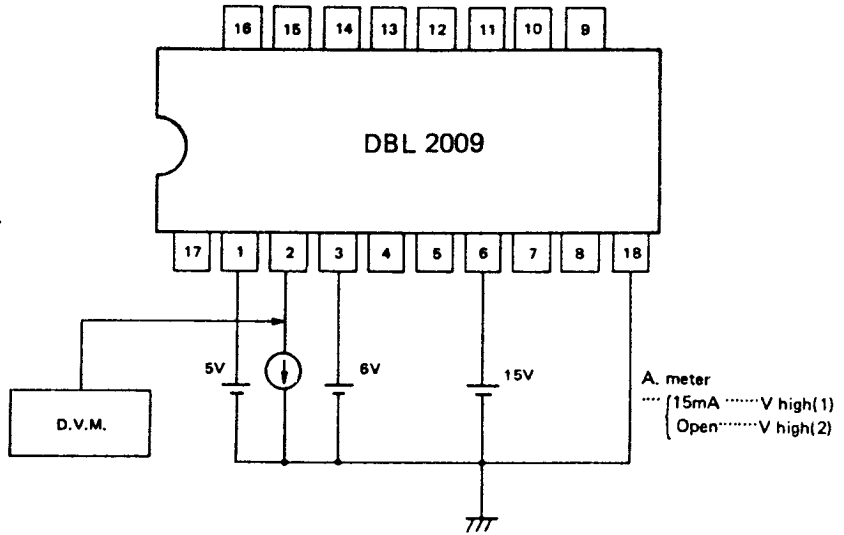 16 15 14 13 12 11 10 9
DBL 2009
17 1 2 3 4 5 6 7 8 18
5V 6V 15V
A. meter
15mA ······· V high(1)
Open ······· V high(2)
D.V.M.